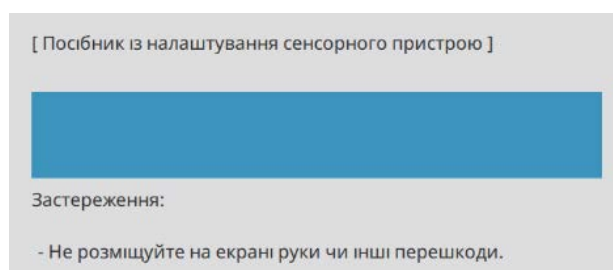 [ Посібник із налаштування сенсорного пристрою ]
Застереження:
- Не розміщуйте на екрані руки чи інші перешкоди.